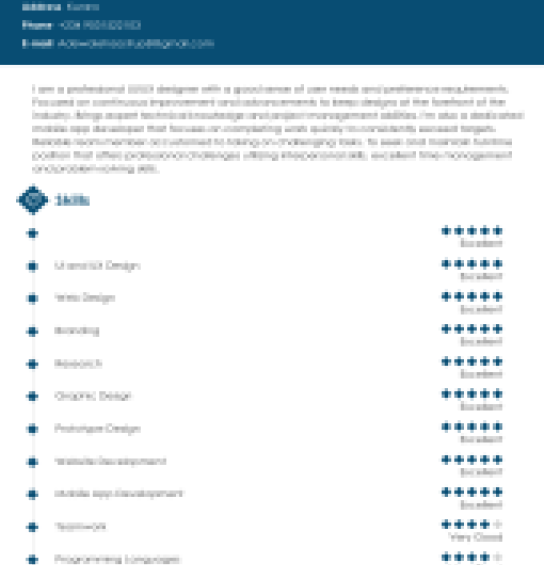 Address
Phone
E-mail
I am a professional UI/UX designer with a good sense of user needs and preference requirements.
Focused on continuous improvement and advancements to keep designs at the forefront of the
industry. Brings expert technical knowledge and project management abilities. I'm also a dedicated
mobile app developer that focuses on completing work quickly to consistently exceed targets.
Reliable team member accustomed to taking on challenging tasks. To seek and maintain full-time
position that offers professional challenges utilizing interpersonal skills, excellent time management
and problem-solving skills.
Skills
Excellent
UI and UX Design
Excellent
Web Design
Excellent
Branding
Excellent
Research
Excellent
Graphic Design
Excellent
Prototype Design
Excellent
Website Development
Excellent
Mobile App Development
Excellent
Teamwork
Very Good
Programming Languages